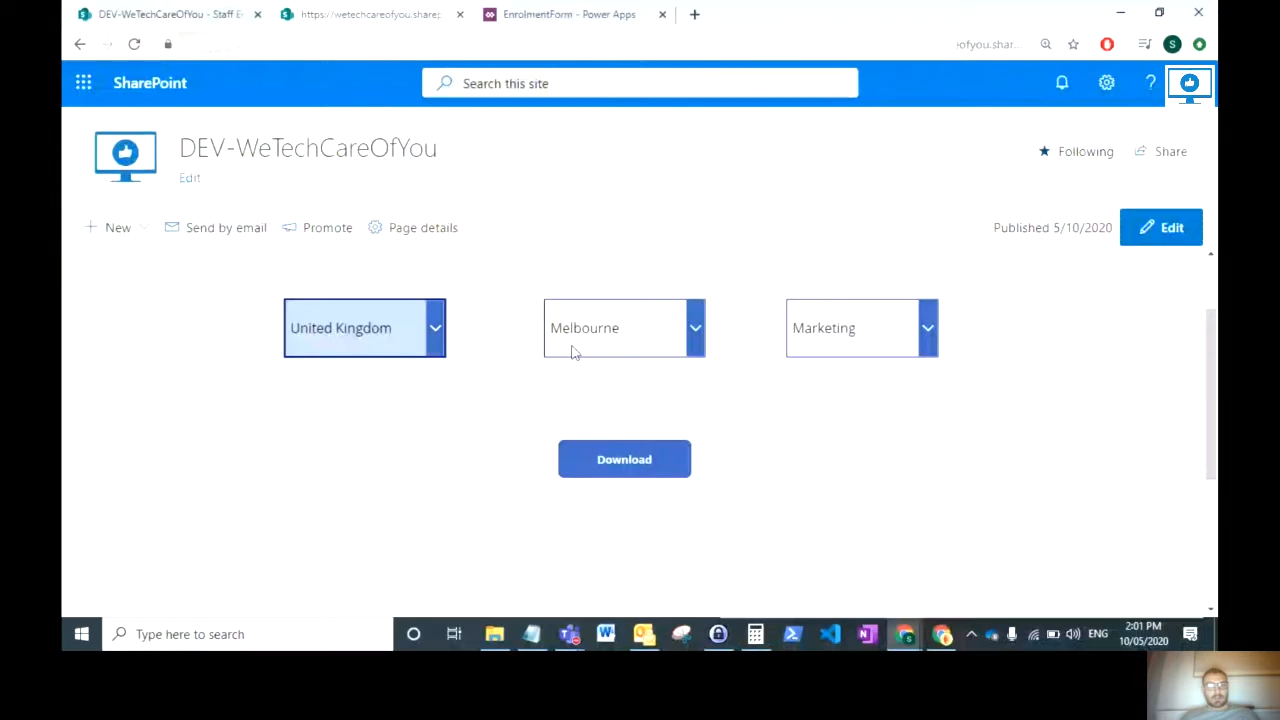 DEV-WeTechCareOfYou - Staff E
https://wetechcareofyou.sharep
EnrolmentForm - Power Apps
ofyou.shar...
S
SharePoint
Search this site
?
DEV-WeTechCareOfYou
Edit
Following
Share
New
Send by email
Promote
Page details
Published 5/10/2020
Edit
United Kingdom
Melbourne
Marketing
Download
Type here to search
ENG
2:01 PM
10/05/2020